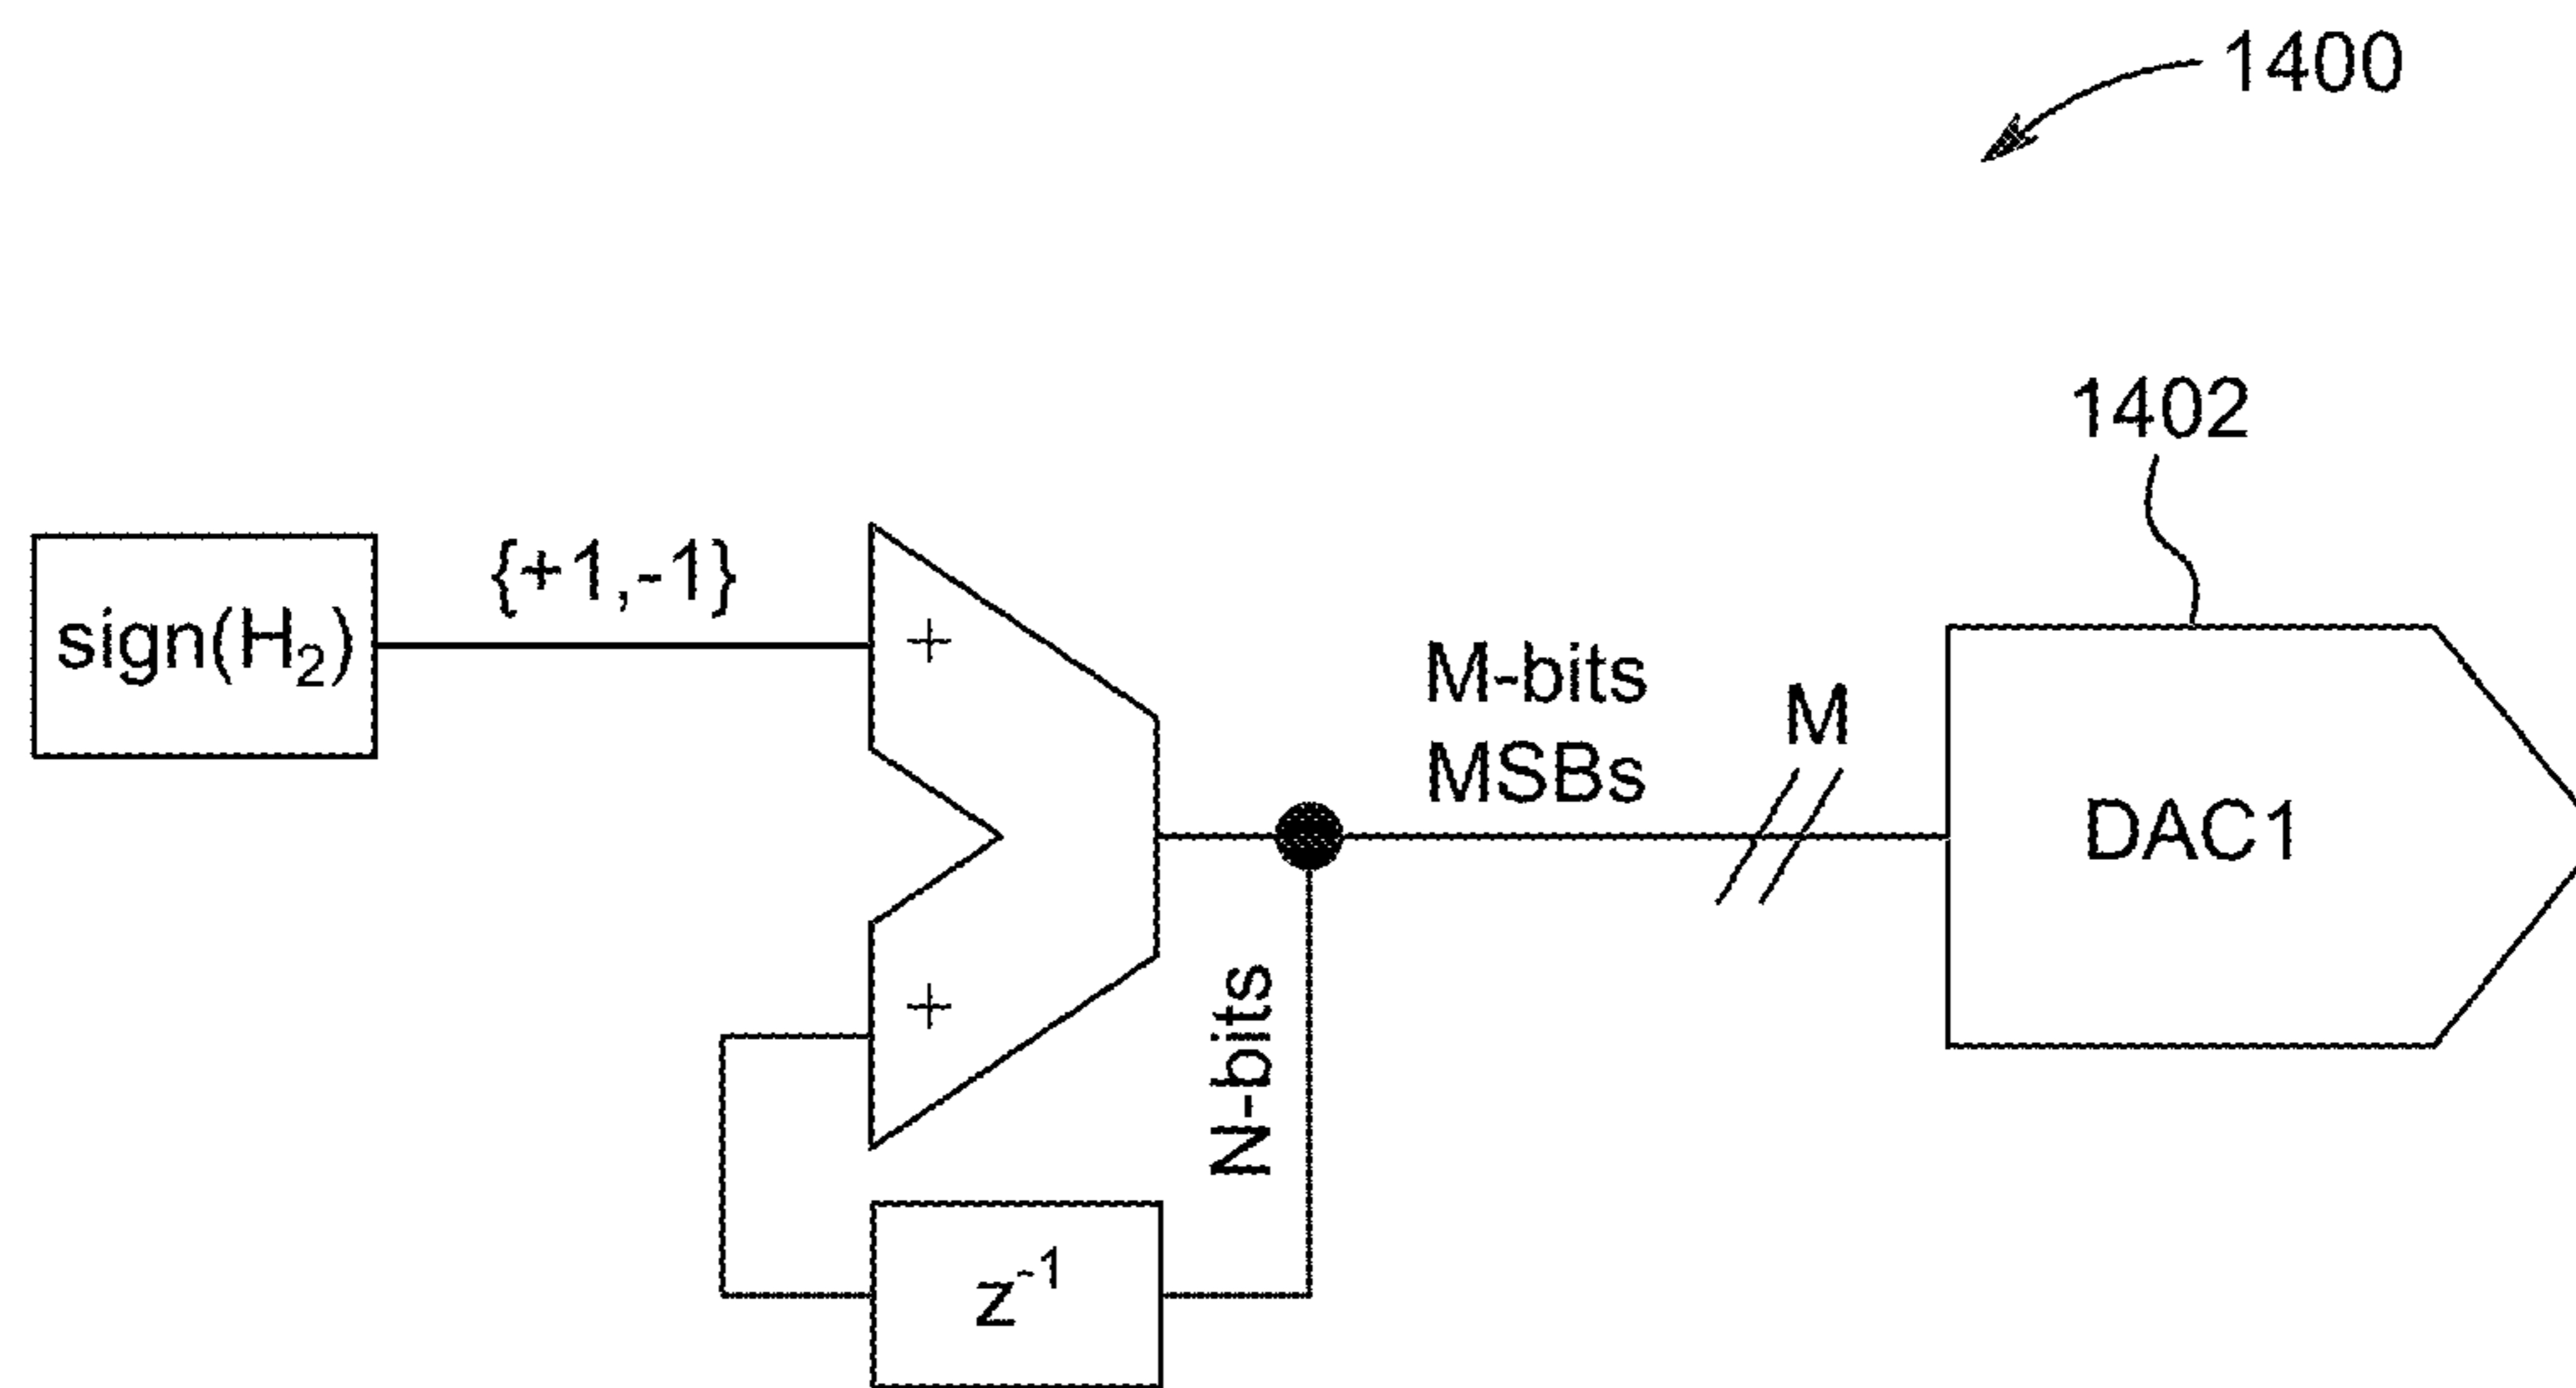 1400
1402
{+1,-1}
sign(H₂)
+
M-bits
M
MSBs
DAC1
+
N-bits
z⁻¹